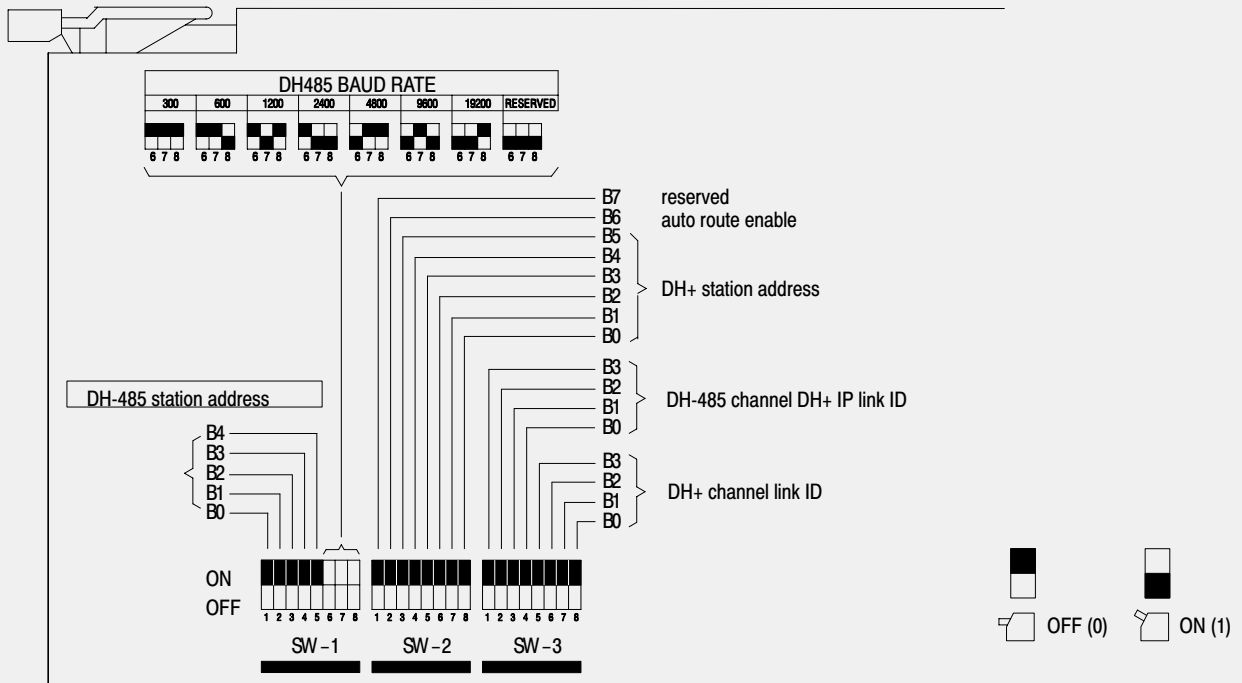 DH485 BAUD RATE
300 600 1200 2400 4800 9600 19200 RESERVED
6 7 8 6 7 8 6 7 8 6 7 8 6 7 8 6 7 8 6 7 8 6 7 8
B7 reserved
B6 auto route enable
B5
B4
B3
B2
B1
B0
DH+ station address
B3
B2
B1
B0
DH-485 channel DH+ IP link ID
B3
B2
B1
B0
DH+ channel link ID
DH-485 station address
B4
B3
B2
B1
B0
ON
OFF
1 2 3 4 5 6 7 8 1 2 3 4 5 6 7 8 1 2 3 4 5 6 7 8
SW-1 SW-2 SW-3
OFF (0) ON (1)